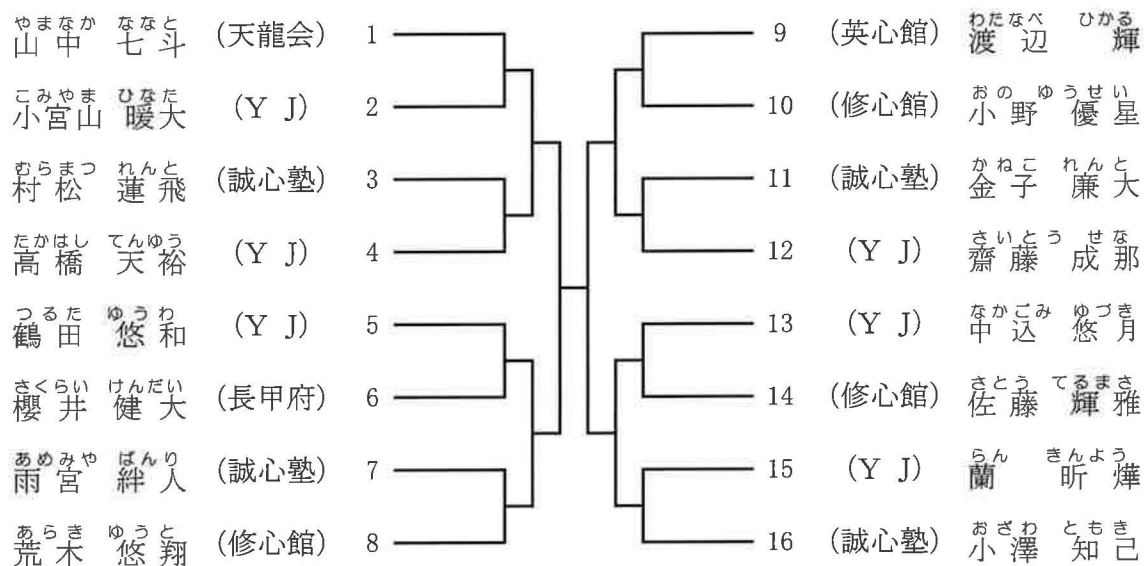 やまなか ななと
山中 七斗 (天龍会) 1
こみやま ひなた
小宮山 暖大 (Y J) 2
むらまつ れんと
村松 蓮飛 (誠心塾) 3
たかはし てんゆう
高橋 天裕 (Y J) 4
つるた ゆうわ
鶴田 悠和 (Y J) 5
さくらい けんだい
櫻井 健大 (長甲府) 6
あめみや ばんり
雨宮 絆人 (誠心塾) 7
あらき ゆうと
荒木 悠翔 (修心館) 8
わたなべ ひかる
9 (英心館) 渡辺 輝
おの ゆうせい
10 (修心館) 小野 優星
かねこ れんと
11 (誠心塾) 金子 廉大
さいとう せな
12 (Y J) 齋藤 成那
なかごみ ゆづき
13 (Y J) 中込 悠月
さとう てるまさ
14 (修心館) 佐藤 輝雅
らん きんよう
15 (Y J) 蘭 昕燁
おざわ ともき
16 (誠心塾) 小澤 知己